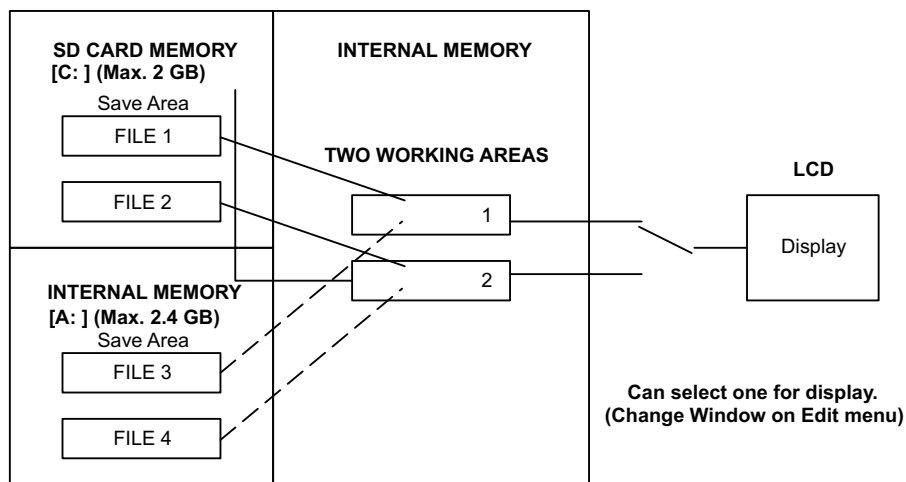 SD CARD MEMORY
[C: ] (Max. 2 GB)
Save Area
FILE 1
FILE 2
INTERNAL MEMORY
[A: ] (Max. 2.4 GB)
Save Area
FILE 3
FILE 4
INTERNAL MEMORY
TWO WORKING AREAS
1
2
LCD
Display
Can select one for display.
(Change Window on Edit menu)